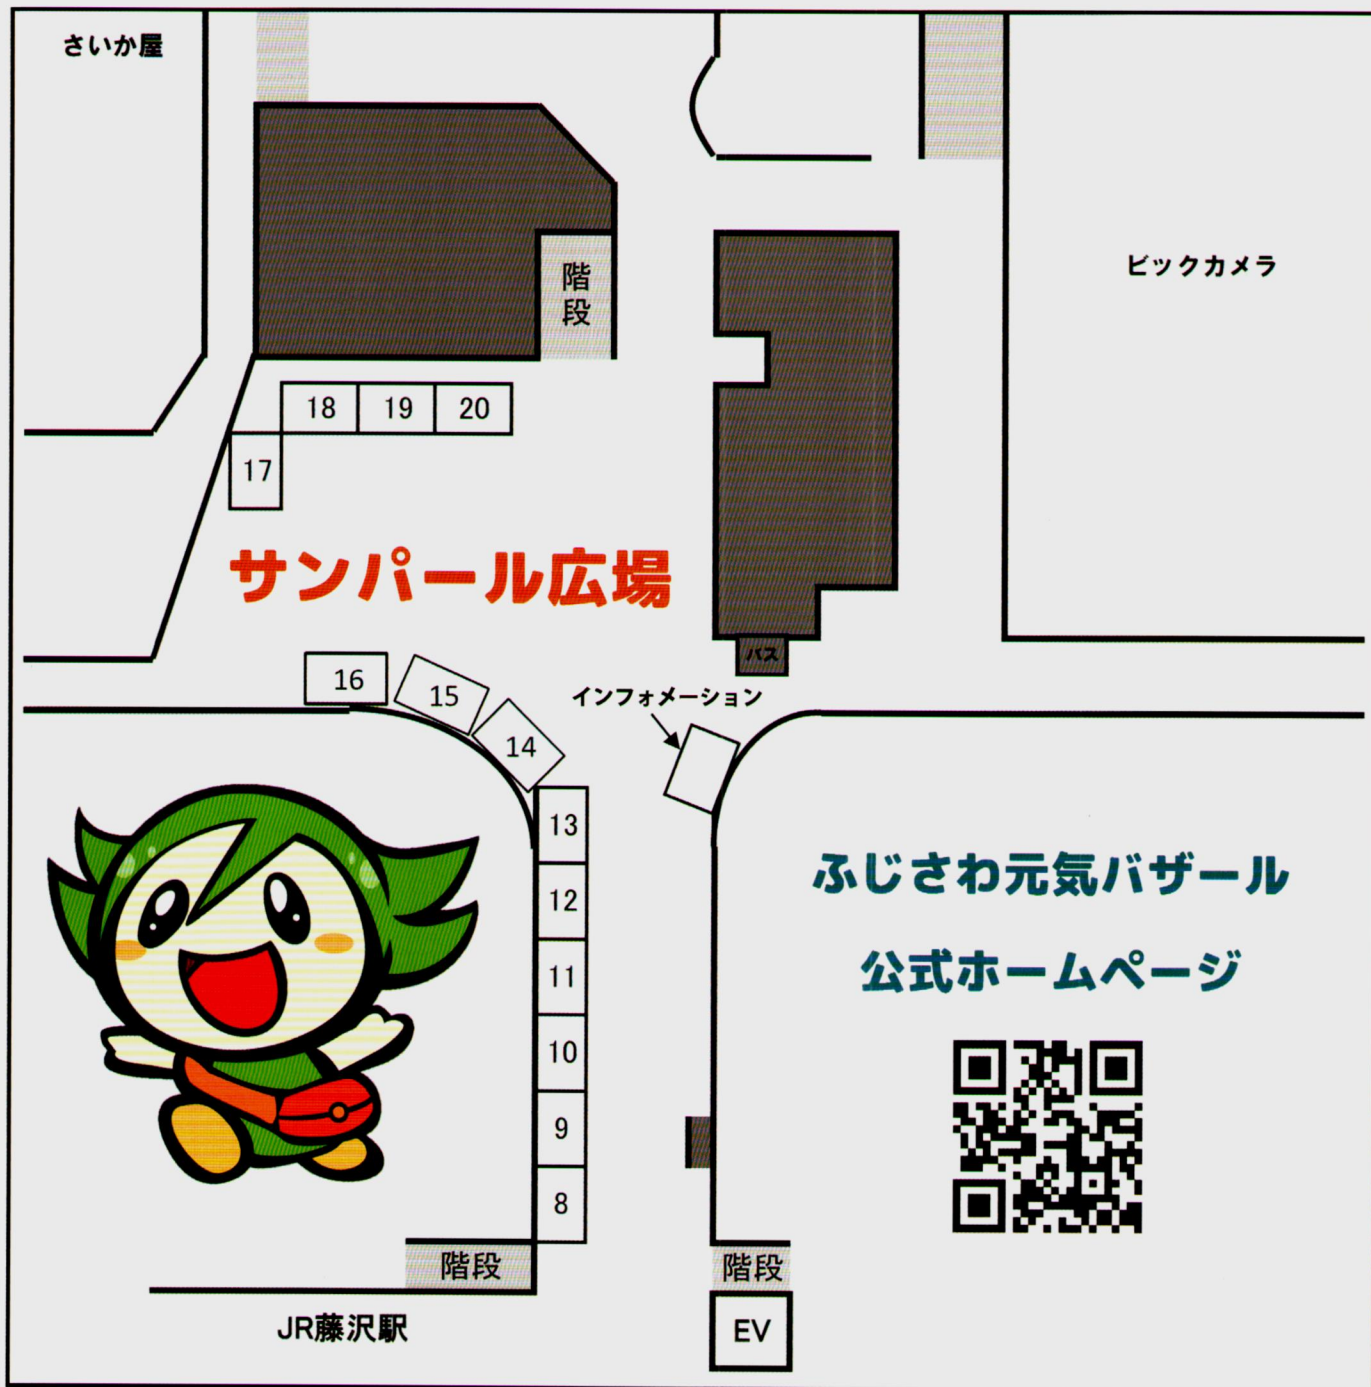 さいか屋
ビックカメラ
階段
18 19 20
17
サンパール広場
バス
16 15 14
インフォメーション
13
12
11
10
9
8
ふじさわ元気バザール
公式ホームページ
階段
階段
JR藤沢駅
EV